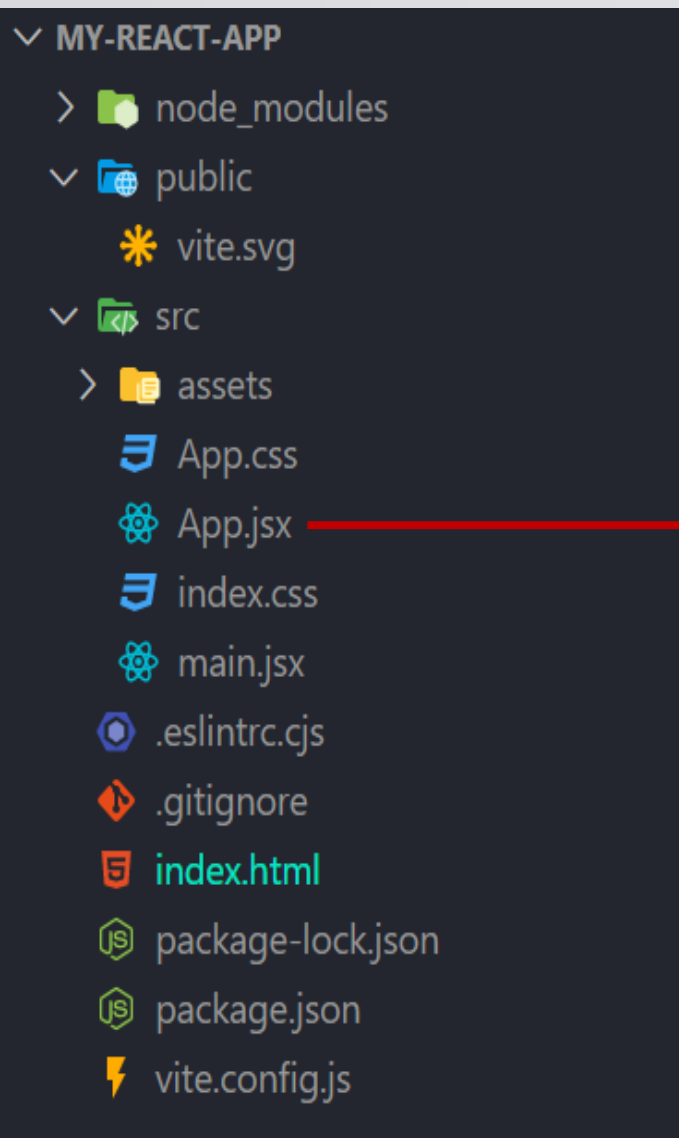 MY-REACT-APP
node_modules
public
vite.svg
src
assets
App.css
App.jsx
index.css
main.jsx
.eslintrc.cjs
.gitignore
index.html
package-lock.json
package.json
vite.config.js